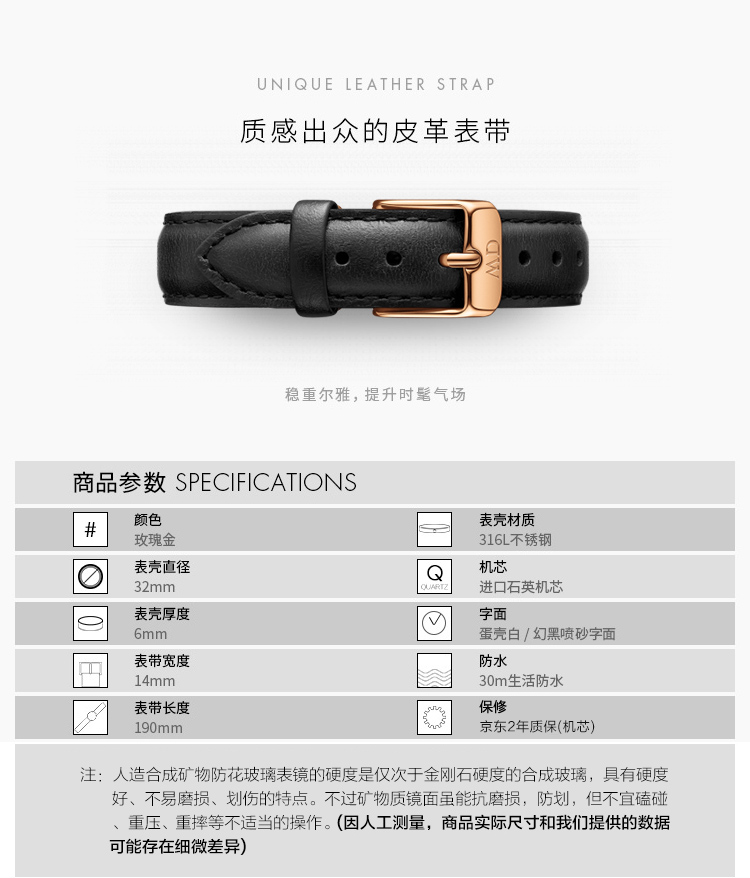 UNIQUE LEATHER STRAP
质感出众的皮革表带
DW
稳重尔雅，提升时髦气场
商品参数 SPECIFICATIONS
#
颜色
玫瑰金
表壳材质
316L不锈钢
表壳直径
32mm
Q
QUARTZ
机芯
进口石英机芯
表壳厚度
6mm
字面
蛋壳白 / 幻黑喷砂字面
表带宽度
14mm
防水
30m生活防水
表带长度
190mm
保修
京东2年质保(机芯)
注：人造合成矿物防花玻璃表镜的硬度是仅次于金刚石硬度的合成玻璃，具有硬度
好、不易磨损、划伤的特点。不过矿物质镜面虽能抗磨损，防划，但不宜磕碰
、重压、重摔等不适当的操作。(因人工测量，商品实际尺寸和我们提供的数据
可能存在细微差异)